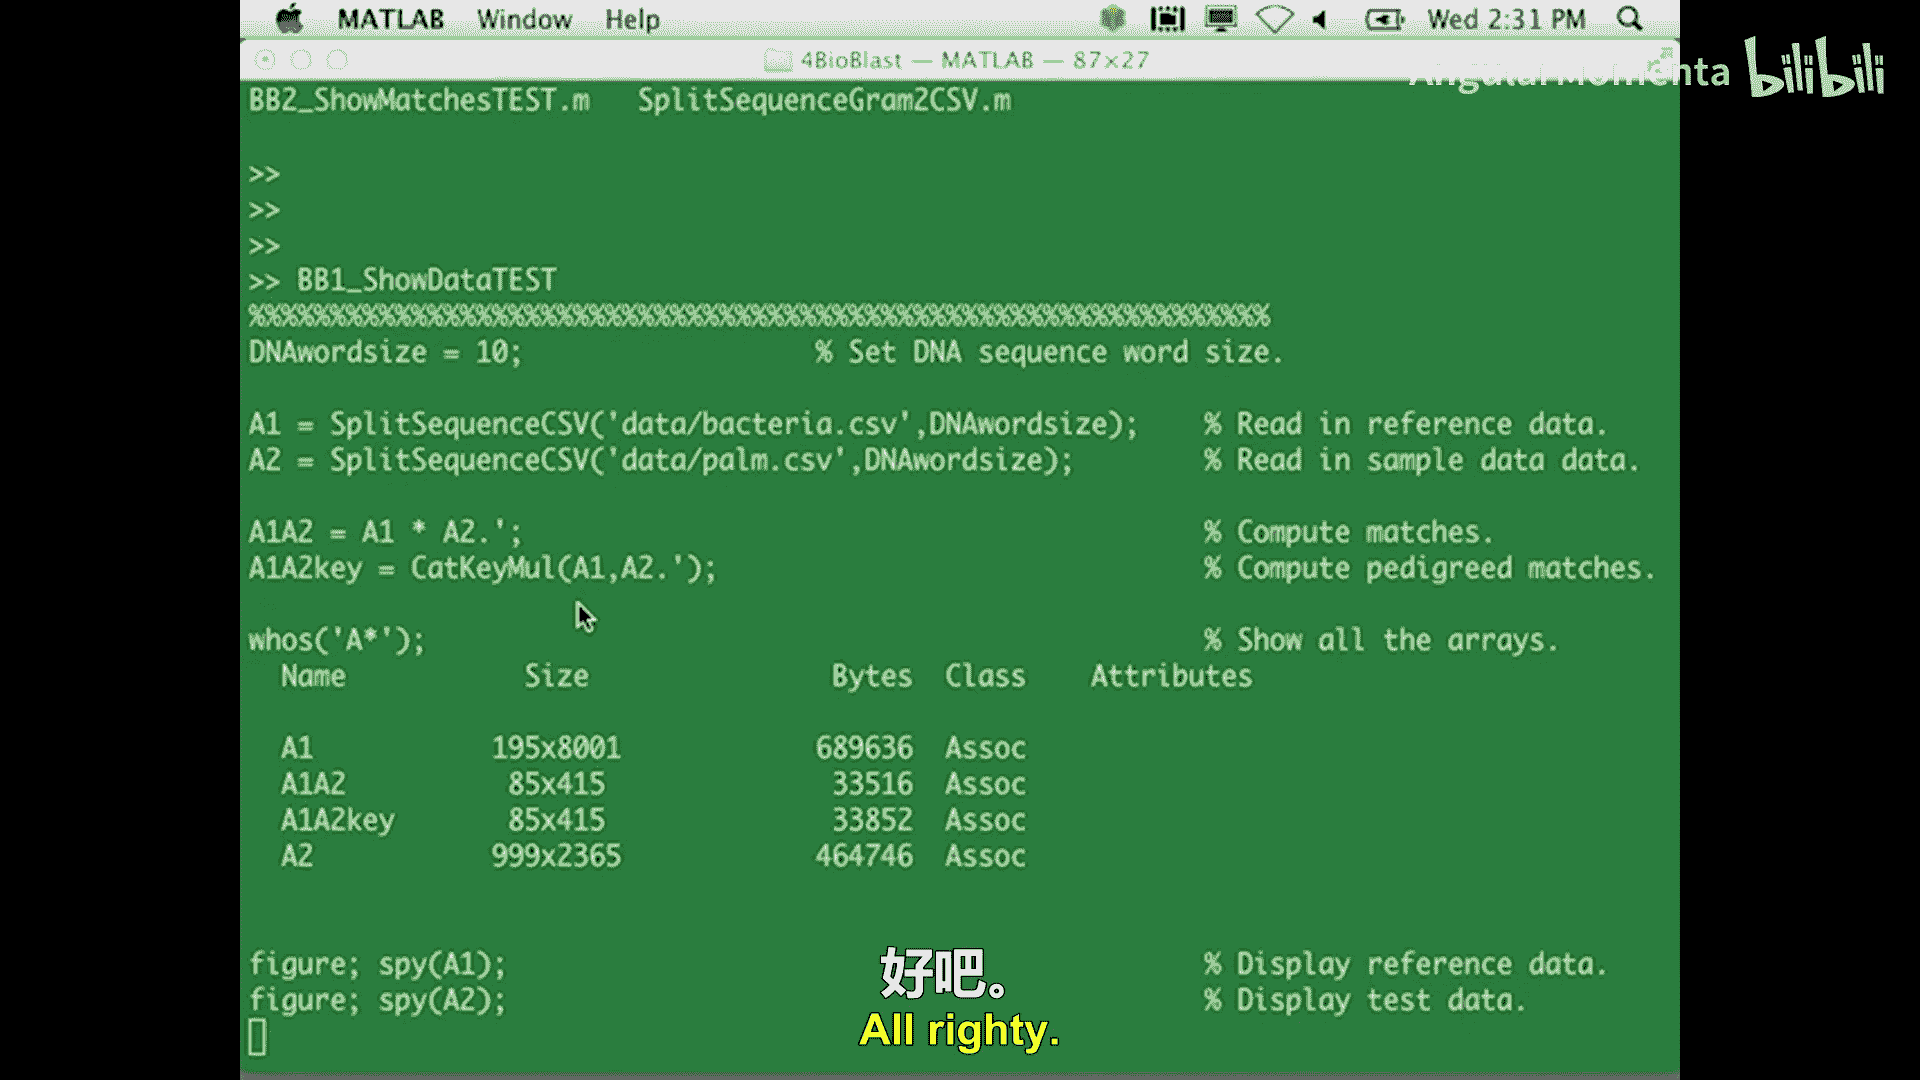 MATLAB Window Help Wed 2:31 PM
4BioBlast — MATLAB — 87×27
Angular Momenta bilibili
BB2_ShowMatchesTEST.m SplitSequenceGram2CSV.m
>>
>>
>>
>> BB1_ShowDataTEST
%%%%%%%%%%%%%%%%%%%%%%%%%%%%%%%%%%%%%%%%%%%%%%%%%%%%%%%%%%%%%%%
DNAwordsize = 10; % Set DNA sequence word size.
A1 = SplitSequenceCSV('data/bacteria.csv',DNAwordsize); % Read in reference data.
A2 = SplitSequenceCSV('data/palm.csv',DNAwordsize); % Read in sample data data.
A1A2 = A1 * A2.'; % Compute matches.
A1A2key = CatKeyMul(A1,A2.'); % Compute pedigreed matches.
whos('A*'); % Show all the arrays.
Name Size Bytes Class Attributes
A1 195x8001 689636 Assoc
A1A2 85x415 33516 Assoc
A1A2key 85x415 33852 Assoc
A2 999x2365 464746 Assoc
figure; spy(A1); % Display reference data.
figure; spy(A2); % Display test data.
好吧。
All righty.